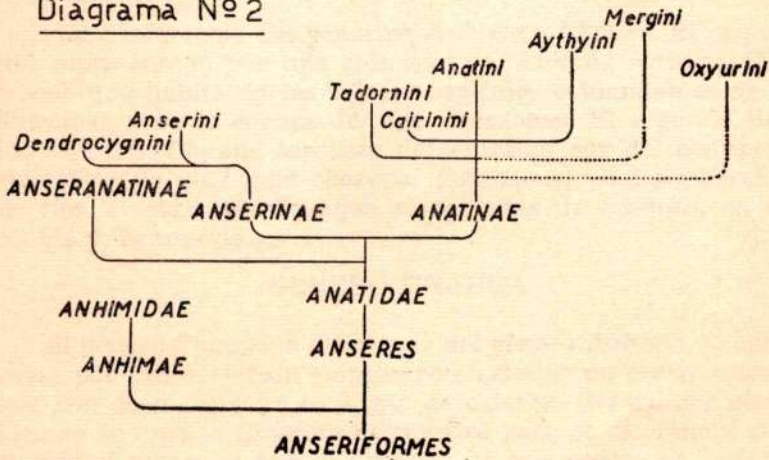 Diagrama Nº 2
Mergini
Aythyini
Anatini
Oxyurini
Tadornini
Anserini
Cairinini
Dendrocygnini
ANSERANATINAE
ANSERINAE
ANATINAE
ANATIDAE
ANHIMIDAE
ANSERES
ANHIMAE
ANSERIFORMES